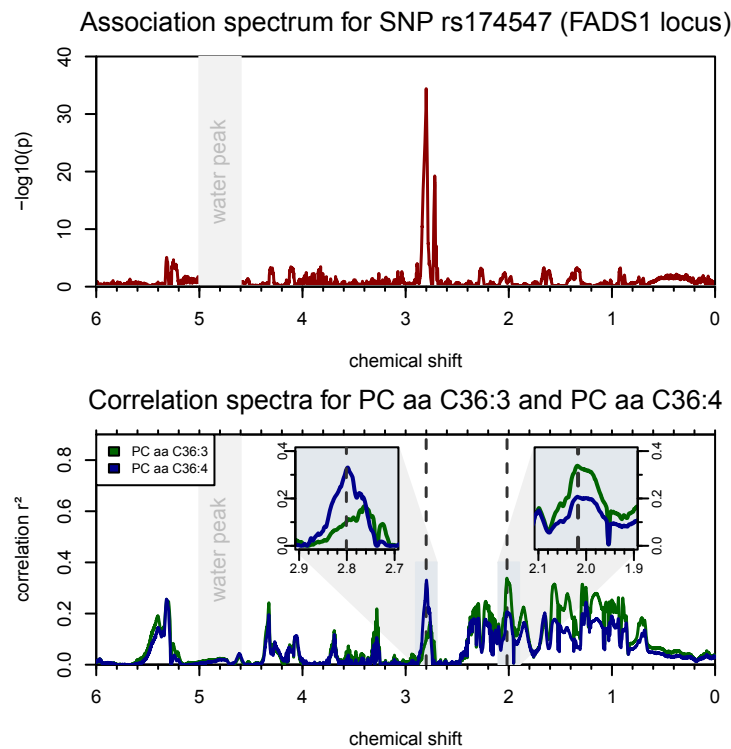 Association spectrum for SNP rs174547 (FADS1 locus)
−log10(p)
40
30
20
10
0
water peak
6 5 4 3 2 1 0
chemical shift
Correlation spectra for PC aa C36:3 and PC aa C36:4
correlation r²
0.8
0.6
0.4
0.2
0.0
PC aa C36:3
PC aa C36:4
water peak
0.4
0.2
0.0
2.9 2.8 2.7
0.4
0.2
0.0
2.1 2.0 1.9
6 5 4 3 2 1 0
chemical shift